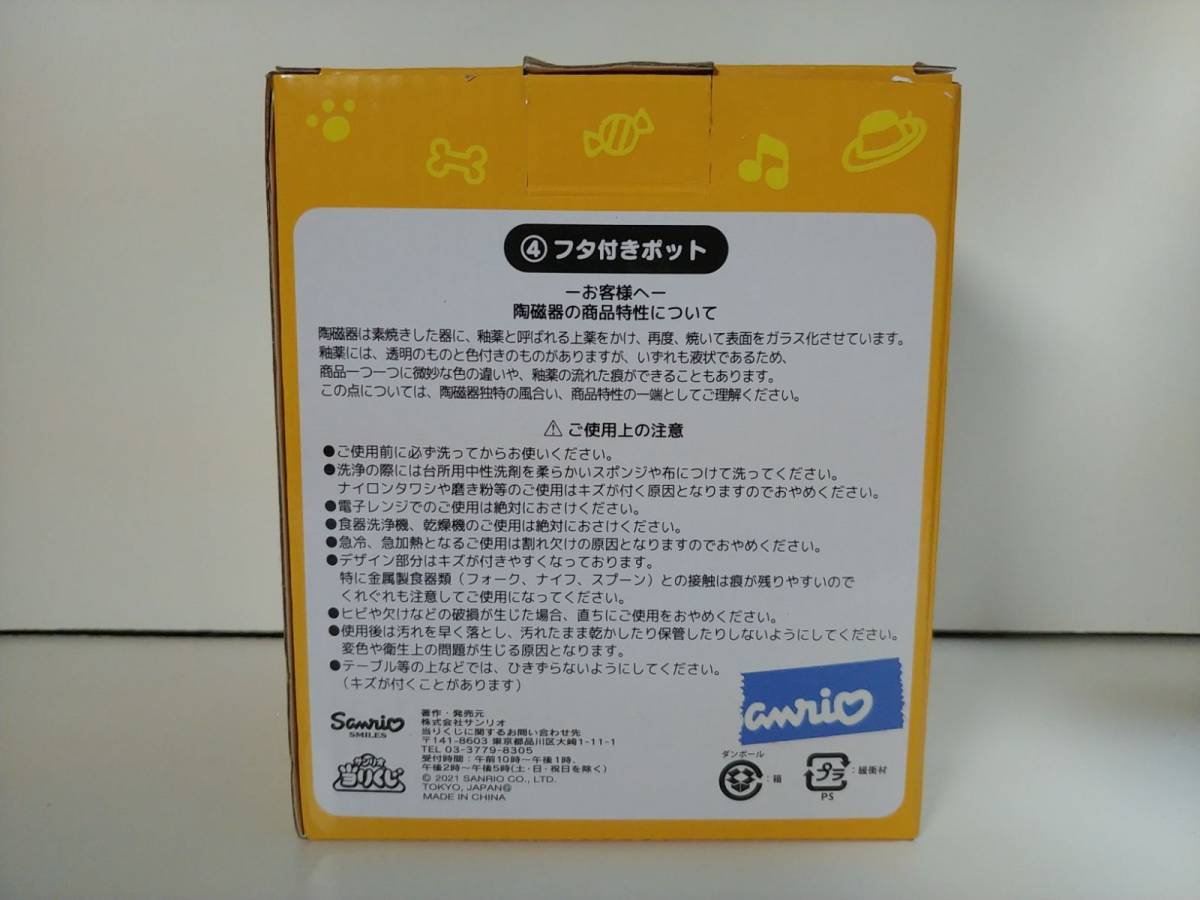 ④ フタ付きポット
ーお客様へー
陶磁器の商品特性について
陶磁器は素焼きした器に、釉薬と呼ばれる上薬をかけ、再度、焼いて表面をガラス化させています。
釉薬には、透明のものと色付きのものがありますが、いずれも液状であるため、
商品一つ一つに微妙な色の違いや、釉薬の流れた痕ができることもあります。
この点については、陶磁器独特の風合い、商品特性の一端としてご理解ください。
⚠ ご使用上の注意
●ご使用前に必ず洗ってからお使いください。
●洗浄の際には台所用中性洗剤を柔らかいスポンジや布につけて洗ってください。
ナイロンタワシや磨き粉等のご使用はキズが付く原因となりますのでおやめください。
●電子レンジでのご使用は絶対におさけください。
●食器洗浄機、乾燥機のご使用は絶対におさけください。
●急冷、急加熱となるご使用は割れ欠けの原因となりますのでおやめください。
●デザイン部分はキズが付きやすくなっております。
特に金属製食器類（フォーク、ナイフ、スプーン）との接触は痕が残りやすいので
くれぐれも注意してご使用になってください。
●ヒビや欠けなどの破損が生じた場合、直ちにご使用をおやめください。
●使用後は汚れを早く落とし、汚れたまま乾かしたり保管したりしないようにしてください。
変色や衛生上の問題が生じる原因となります。
●テーブル等の上などでは、ひきずらないようにしてください。
（キズが付くことがあります）
anrio
Sanrio
SMILES
サンリオ
当りくじ
著作・発売元
株式会社サンリオ
当りくじに関するお問い合わせ先
〒141-8603 東京都品川区大崎1-11-1
TEL 03-3779-8305
受付時間：午前10時〜午後1時、
午後2時〜午後5時(土・日・祝日を除く)
© 2021 SANRIO CO., LTD.
TOKYO, JAPAN Ⓛ
MADE IN CHINA
ダンボール
：箱
プラ
：緩衝材
PS